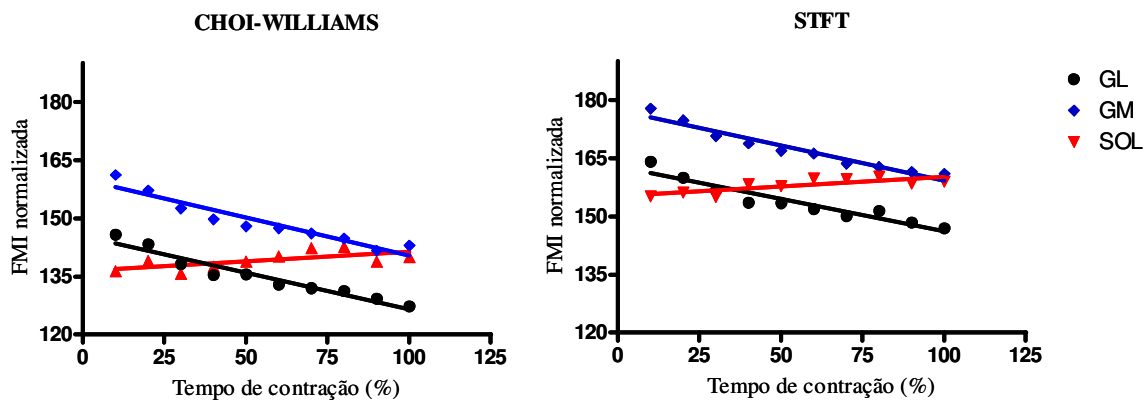 CHOI-WILLIAMS
FMI normalizada
180
165
150
135
120
0 25 50 75 100 125
Tempo de contração (%)
STFT
FMI normalizada
180
165
150
135
120
0 25 50 75 100 125
Tempo de contração (%)
GL
GM
SOL